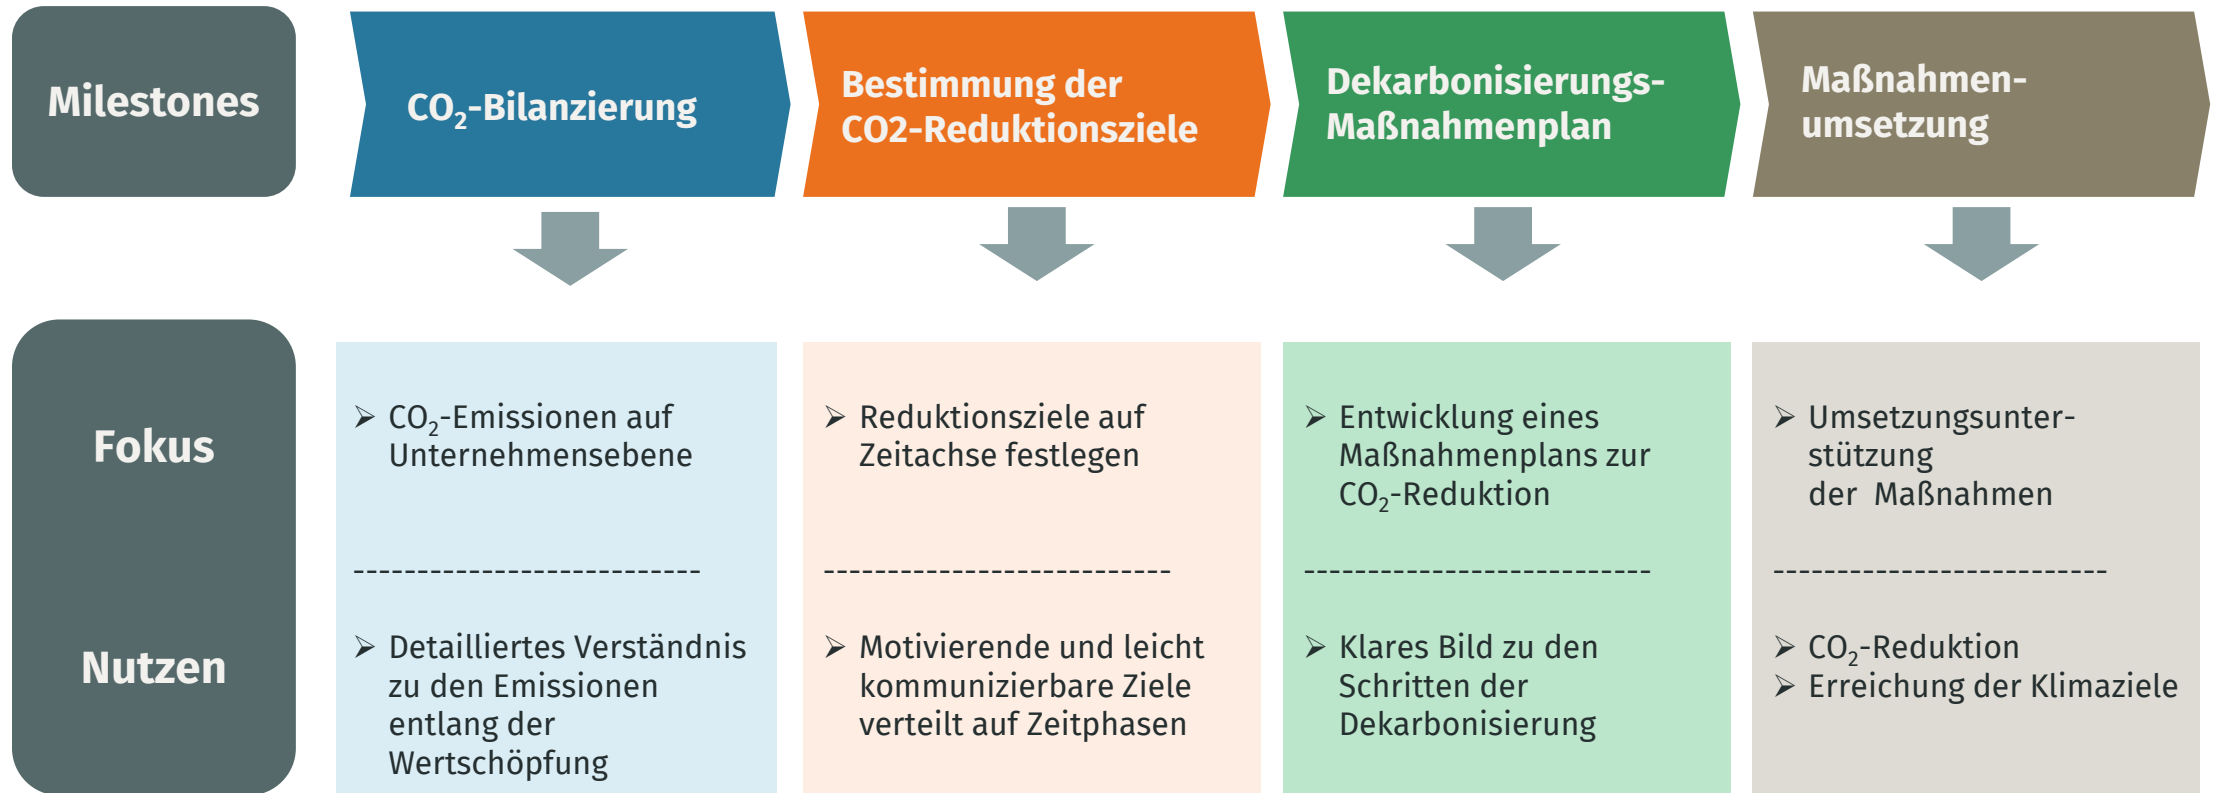 Milestones
CO₂-Bilanzierung
Bestimmung der
CO2-Reduktionsziele
Dekarbonisierungs-
Maßnahmenplan
Maßnahmen-
umsetzung
Fokus
➢ CO₂-Emissionen auf
Unternehmensebene
➢ Reduktionsziele auf
Zeitachse festlegen
➢ Entwicklung eines
Maßnahmenplans zur
CO₂-Reduktion
➢ Umsetzungsunter-
stützung
der  Maßnahmen
---------------------------
---------------------------
---------------------------
--------------------------
Nutzen
➢ Detailliertes Verständnis
zu den Emissionen
entlang der
Wertschöpfung
➢ Motivierende und leicht
kommunizierbare Ziele
verteilt auf Zeitphasen
➢ Klares Bild zu den
Schritten der
Dekarbonisierung
➢ CO₂-Reduktion
➢ Erreichung der Klimaziele